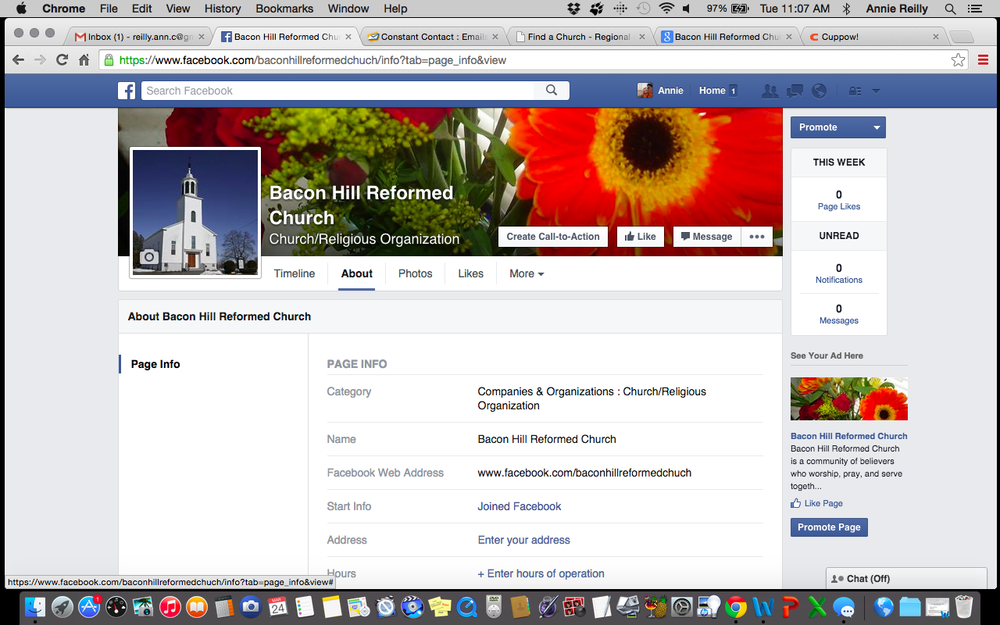 Chrome File Edit View History Bookmarks Window Help 97% Tue 11:07 AM Annie Reilly
Inbox (1) - reilly.ann.c@gm Bacon Hill Reformed Chu Constant Contact : Emails Find a Church - Regional Bacon Hill Reformed Chu Cuppow!
https://www.facebook.com/baconhillreformedchuch/info?tab=page_info&view
Search Facebook Annie Home 1
Promote
THIS WEEK
0
Page Likes
UNREAD
0
Notifications
0
Messages
Bacon Hill Reformed
Church
Church/Religious Organization
Create Call-to-Action Like Message
Timeline About Photos Likes More
About Bacon Hill Reformed Church
Page Info
PAGE INFO
Category Companies & Organizations : Church/Religious
Organization
Name Bacon Hill Reformed Church
Facebook Web Address www.facebook.com/baconhillreformedchuch
Start Info Joined Facebook
Address Enter your address
Hours + Enter hours of operation
See Your Ad Here
Bacon Hill Reformed Church
Bacon Hill Reformed Church
is a community of believers
who worship, pray, and serve
togeth...
Like Page
Promote Page
Chat (Off)
https://www.facebook.com/baconhillreformedchuch/info?tab=page_info&view#
1
MAR
24